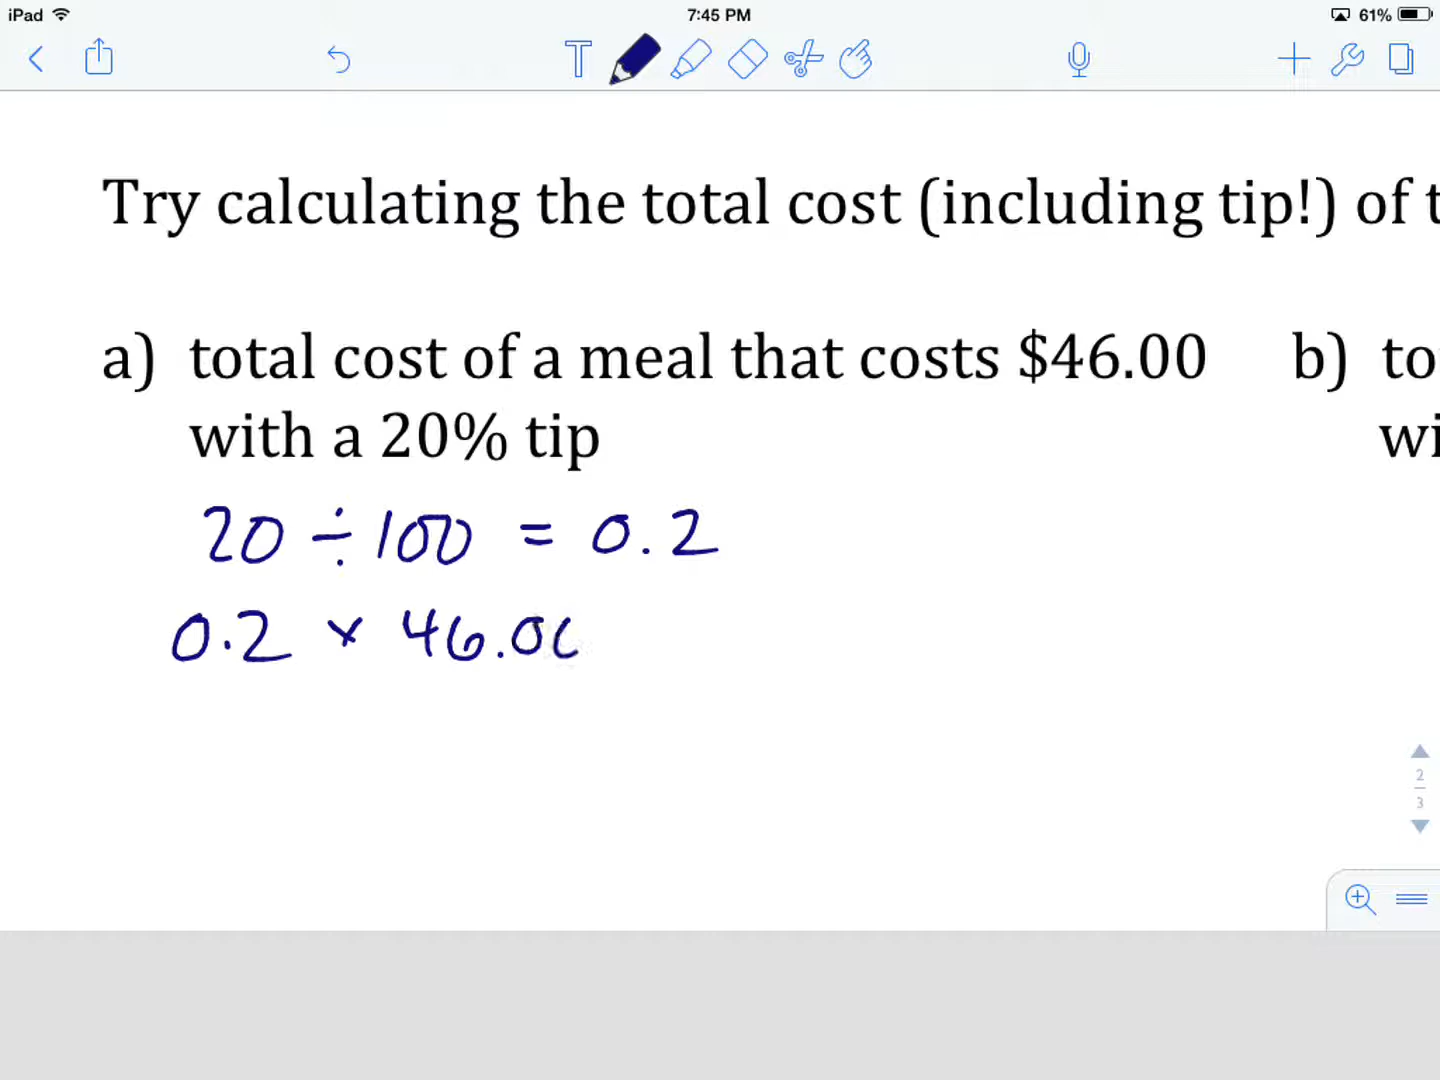 iPad 7:45 PM 61%
T
Try calculating the total cost (including tip!) of t
a) total cost of a meal that costs $46.00 b) to
with a 20% tip wi
20 ÷ 100 = 0.2
0.2 × 46.00
2
3